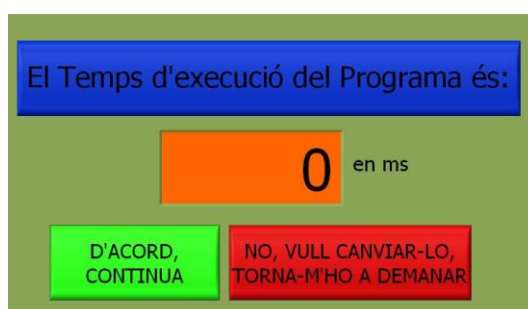 El Temps d'execució del Programa és:
0 en ms
D'ACORD,
CONTINUA
NO, VULL CANVIAR-LO,
TORNA-M'HO A DEMANAR